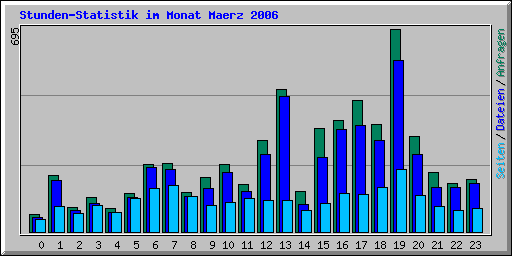 Stunden-Statistik im Monat Maerz 2006
695
Seiten / Dateien / Anfragen
0 1 2 3 4 5 6 7 8 9 10 11 12 13 14 15 16 17 18 19 20 21 22 23